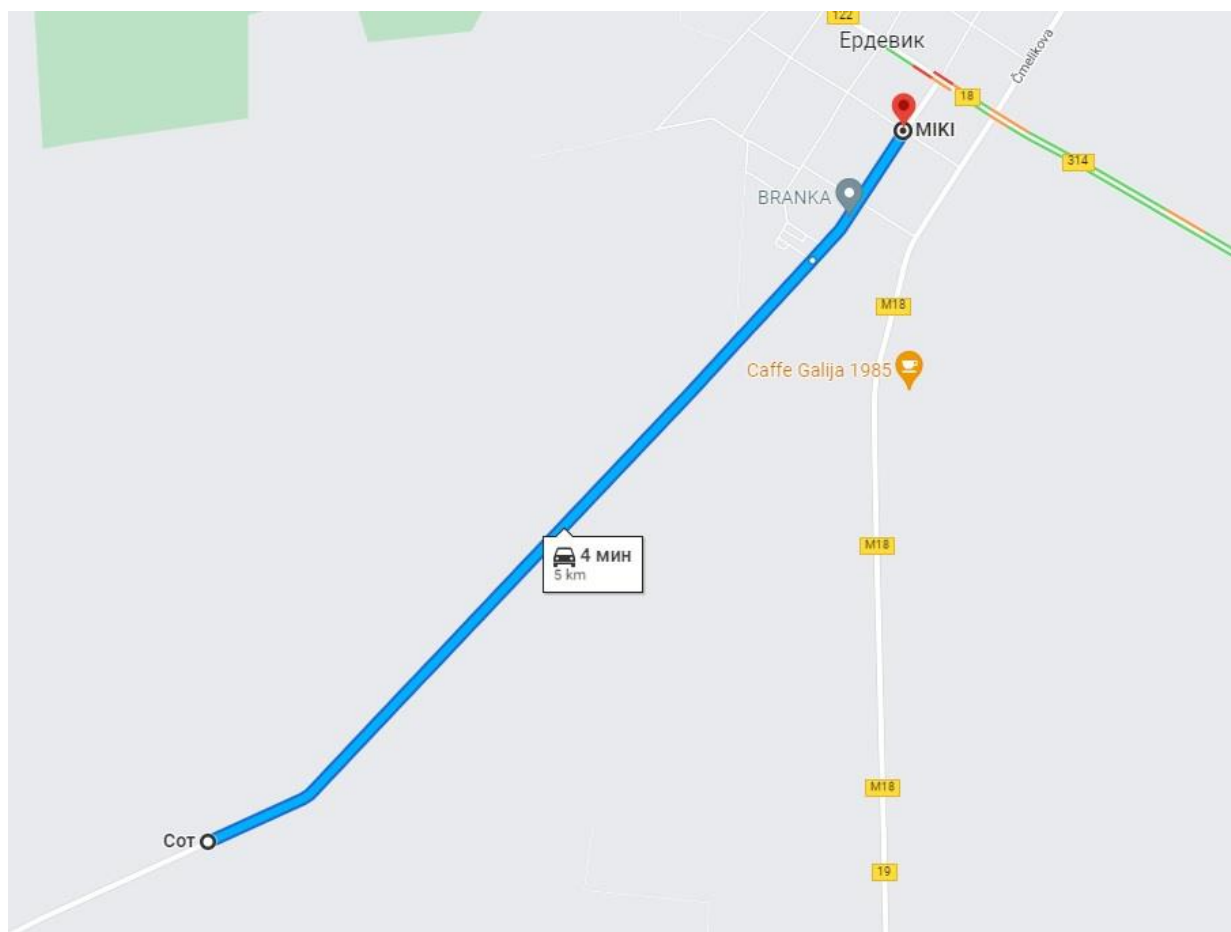 122
Ердевик
Čmelikova
18
MIKI
314
BRANKA
M18
Caffe Galija 1985
4 мин
5 km
M18
M18
Сот
19